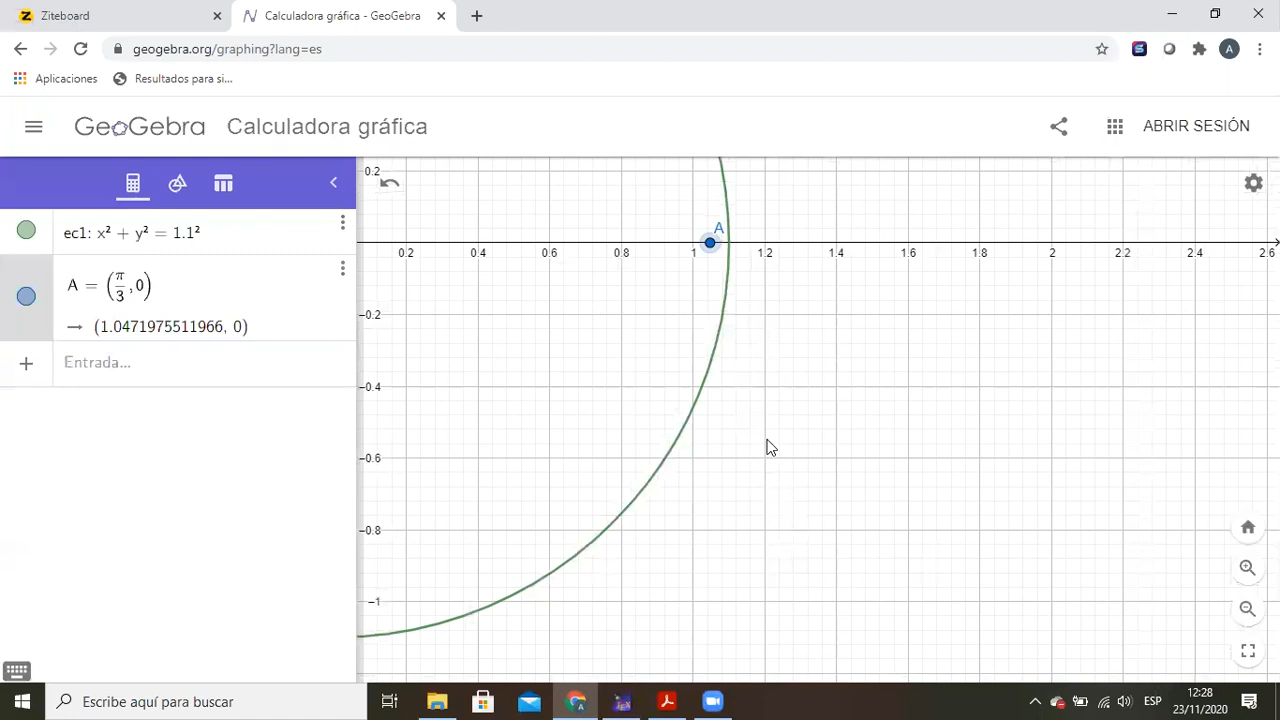 Ziteboard
Calculadora gráfica - GeoGebra
geogebra.org/graphing?lang=es
A
Aplicaciones
Resultados para si...
GeoGebra
Calculadora gráfica
ABRIR SESIÓN
ec1: x² + y² = 1.1²
A = (π/3, 0)
→ (1.0471975511966, 0)
Entrada...
A
0.2
0.2 0.4 0.6 0.8 1 1.2 1.4 1.6 1.8 2 2.2 2.4 2.6
−0.2
−0.4
−0.6
−0.8
−1
Escribe aquí para buscar
ESP
12:28
23/11/2020